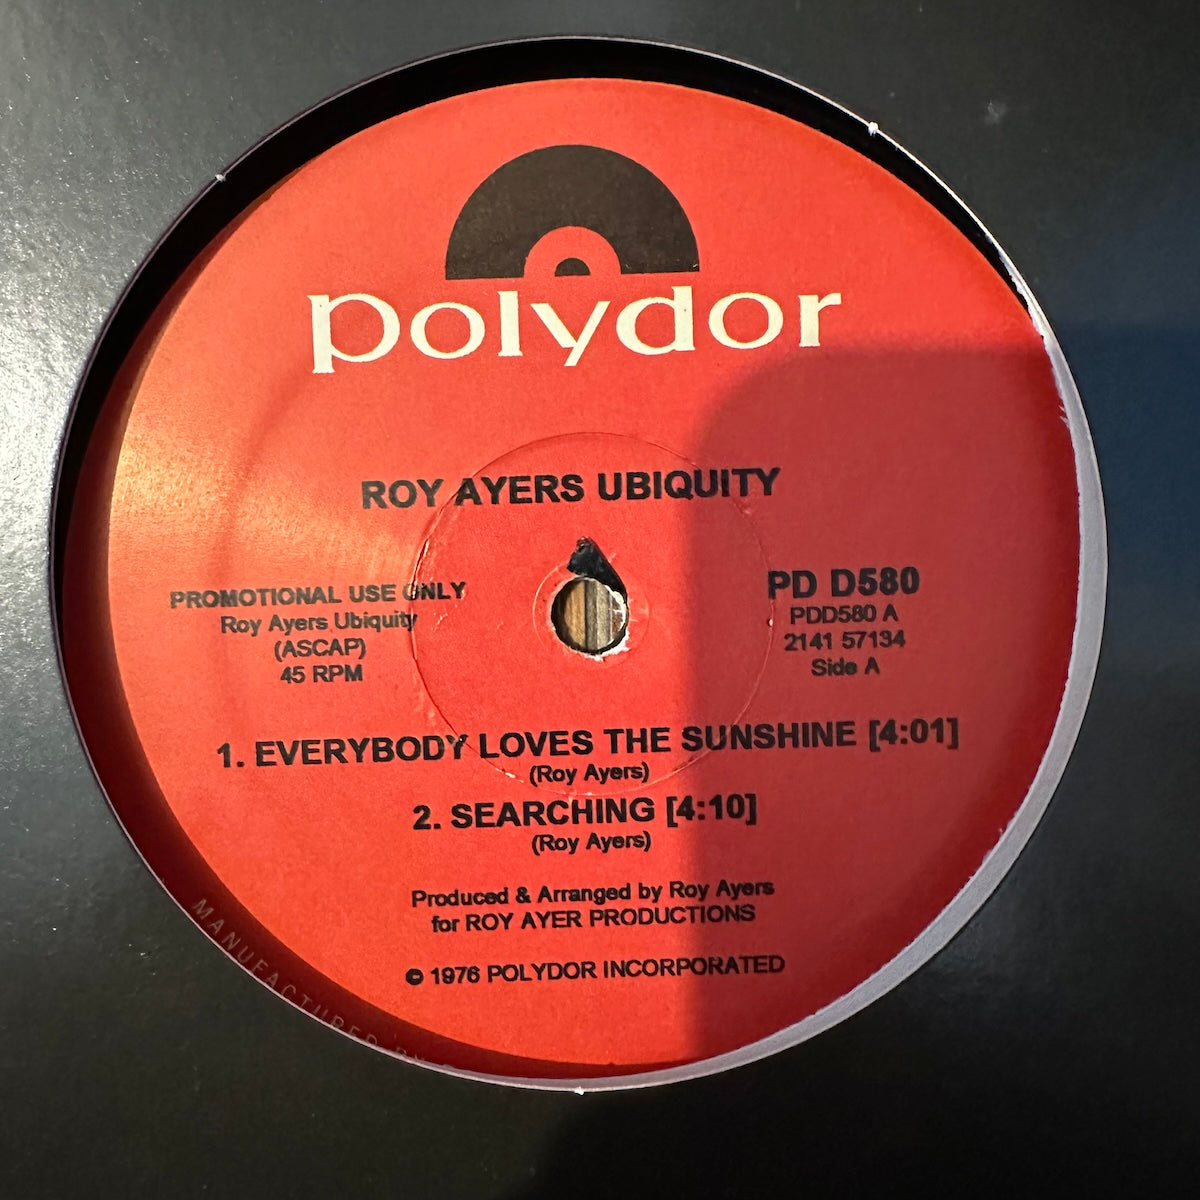 polydor
ROY AYERS UBIQUITY
PROMOTIONAL USE ONLY
Roy Ayers Ubiquity
(ASCAP)
45 RPM
PD D580
PDD580 A
2141 57134
Side A
1. EVERYBODY LOVES THE SUNSHINE [4:01]
(Roy Ayers)
2. SEARCHING [4:10]
(Roy Ayers)
Produced & Arranged by Roy Ayers
for ROY AYER PRODUCTIONS
© 1976 POLYDOR INCORPORATED
MANUFACTURED BY